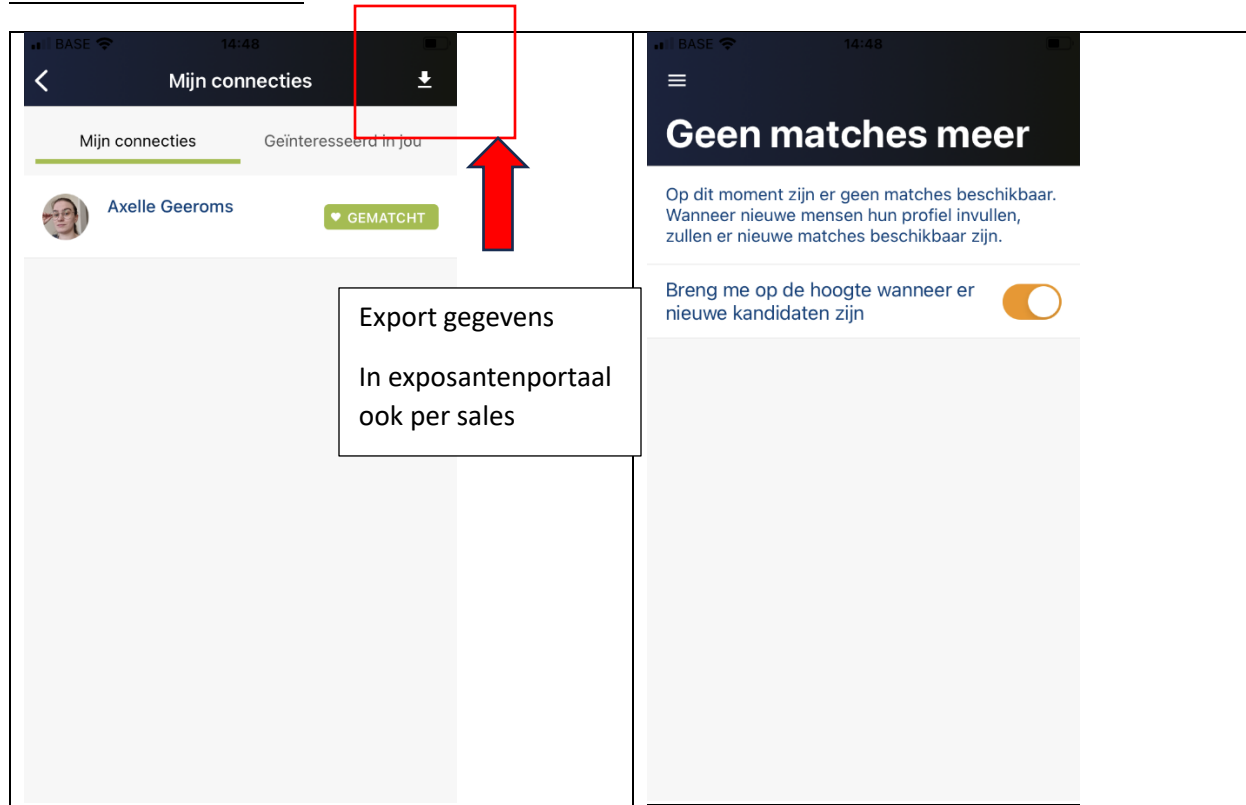 BASE 14:48
Mijn connecties
Mijn connecties Geïnteresseerd in jou
Axelle Geeroms
GEMATCHT
Export gegevens
In exposantenportaal
ook per sales
BASE 14:48
Geen matches meer
Op dit moment zijn er geen matches beschikbaar.
Wanneer nieuwe mensen hun profiel invullen,
zullen er nieuwe matches beschikbaar zijn.
Breng me op de hoogte wanneer er
nieuwe kandidaten zijn